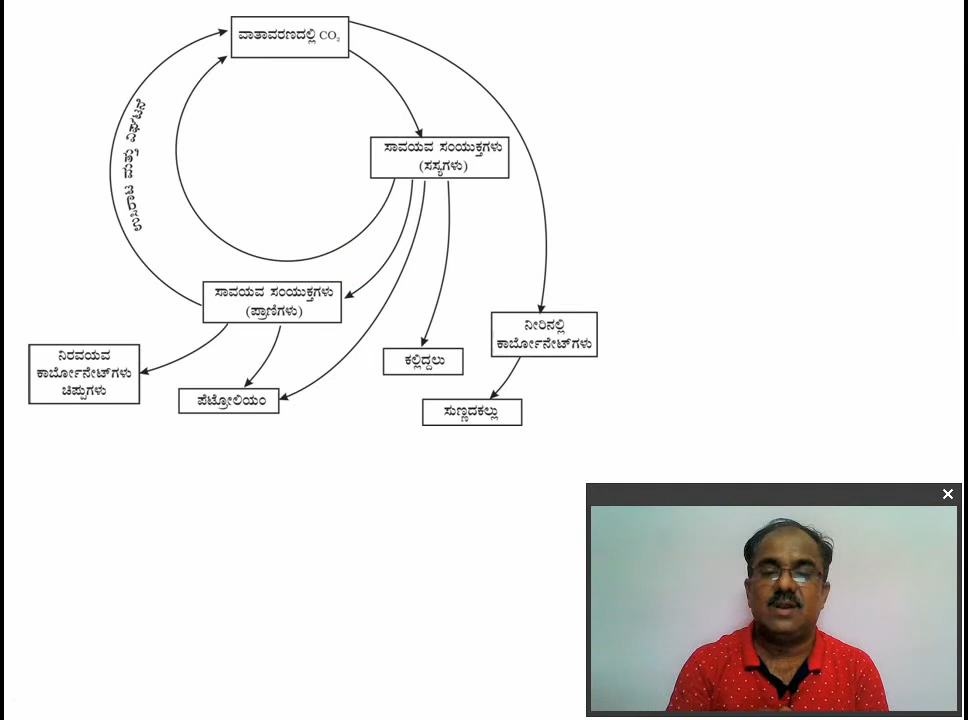 ವಾತಾವರಣದಲ್ಲಿ CO₂
ಉಸಿರಾಟ ಮತ್ತು ವಿಘಟನೆ
ಸಾವಯವ ಸಂಯುಕ್ತಗಳು
(ಸಸ್ಯಗಳು)
ಸಾವಯವ ಸಂಯುಕ್ತಗಳು
(ಪ್ರಾಣಿಗಳು)
ನೀರಿನಲ್ಲಿ
ಕಾರ್ಬೋನೇಟ್‌ಗಳು
ನಿರವಯವ
ಕಾರ್ಬೋನೇಟ್‌ಗಳು
ಚಿಪ್ಪುಗಳು
ಪೆಟ್ರೋಲಿಯಂ
ಕಲ್ಲಿದ್ದಲು
ಸುಣ್ಣದಕಲ್ಲು